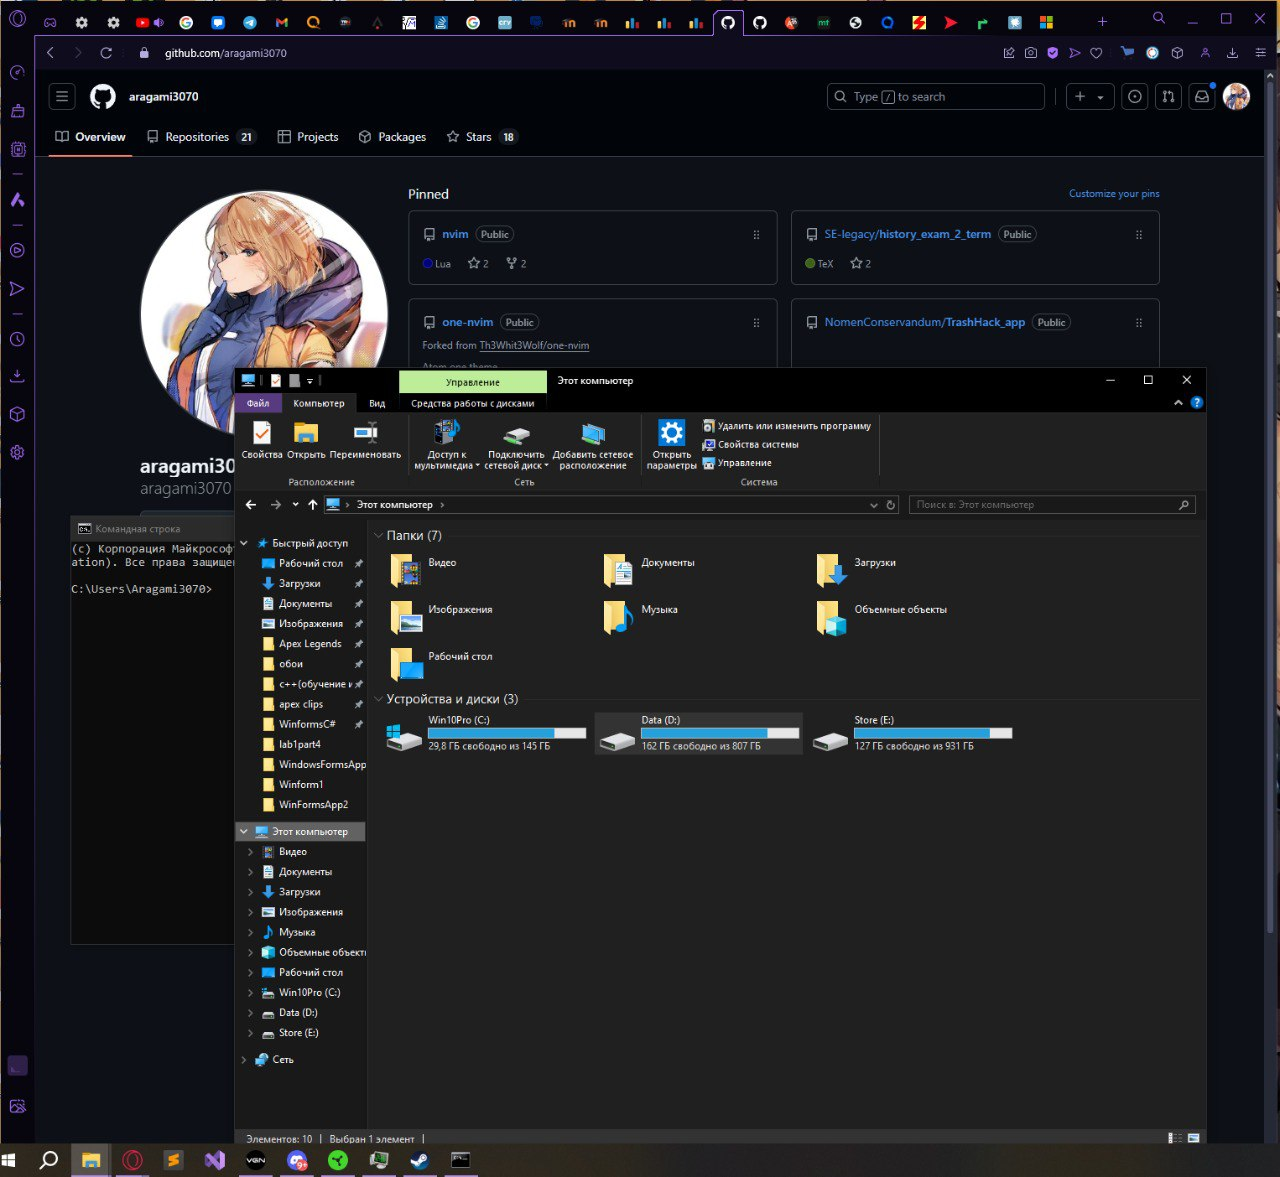 github.com/aragami3070
aragami3070
Type / to search
Overview
Repositories 21
Projects
Packages
Stars 18
Pinned
Customize your pins
nvim Public
Lua 2 2
SE-legacy/history_exam_2_term Public
TeX 2
one-nvim Public
Forked from Th3Whit3Wolf/one-nvim
NomenConservandum/TrashHack_app Public
aragami30
aragami3070
Командная строка
(c) Корпорация Майкрософт
ation). Все права защищен
C:\Users\Aragami3070>
Управление
Этот компьютер
Файл
Компьютер
Вид
Средства работы с дисками
Свойства
Открыть
Переименовать
Расположение
Доступ к мультимедиа
Подключить сетевой диск
Добавить сетевое расположение
Сеть
Открыть параметры
Удалить или изменить программу
Свойства системы
Управление
Система
Этот компьютер
Поиск в: Этот компьютер
Быстрый доступ
Рабочий стол
Загрузки
Документы
Изображения
Apex Legends
обои
c++(обучение и
apex clips
WinformsC#
lab1part4
WindowsFormsApp
Winform1
WinFormsApp2
Этот компьютер
Видео
Документы
Загрузки
Изображения
Музыка
Объемные объекты
Рабочий стол
Win10Pro (C:)
Data (D:)
Store (E:)
Сеть
Папки (7)
Видео
Документы
Загрузки
Изображения
Музыка
Объемные объекты
Рабочий стол
Устройства и диски (3)
Win10Pro (C:)
29,8 ГБ свободно из 145 ГБ
Data (D:)
162 ГБ свободно из 807 ГБ
Store (E:)
127 ГБ свободно из 931 ГБ
Элементов: 10
Выбран 1 элемент
VGN
9+